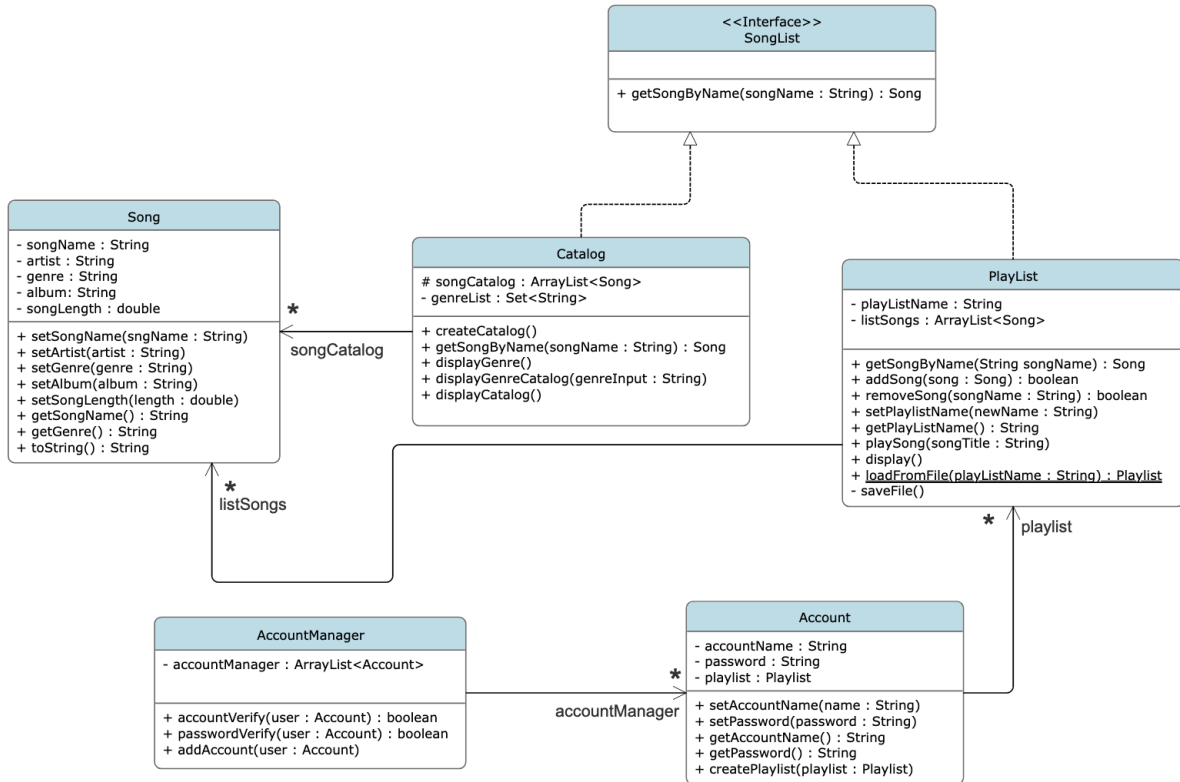 <<Interface>>
SongList
+ getSongByName(songName : String) : Song
Song
- songName : String
- artist : String
- genre : String
- album: String
- songLength : double
+ setSongName(sngName : String)
+ setArtist(artist : String)
+ setGenre(genre : String)
+ setAlbum(album : String)
+ setSongLength(length : double)
+ getSongName() : String
+ getGenre() : String
+ toString() : String
*
songCatalog
Catalog
# songCatalog : ArrayList<Song>
- genreList : Set<String>
+ createCatalog()
+ getSongByName(songName : String) : Song
+ displayGenre()
+ displayGenreCatalog(genreInput : String)
+ displayCatalog()
PlayList
- playListName : String
- listSongs : ArrayList<Song>
+ getSongByName(String songName) : Song
+ addSong(song : Song) : boolean
+ removeSong(songName : String) : boolean
+ setPlaylistName(newName : String)
+ getPlayListName() : String
+ playSong(songTitle : String)
+ display()
+ loadFromFile(playListName : String) : Playlist
- saveFile()
*
listSongs
*
playlist
AccountManager
- accountManager : ArrayList<Account>
+ accountVerify(user : Account) : boolean
+ passwordVerify(user : Account) : boolean
+ addAccount(user : Account)
*
accountManager
Account
- accountName : String
- password : String
- playlist : Playlist
+ setAccountName(name : String)
+ setPassword(password : String)
+ getAccountName() : String
+ getPassword() : String
+ createPlaylist(playlist : Playlist)